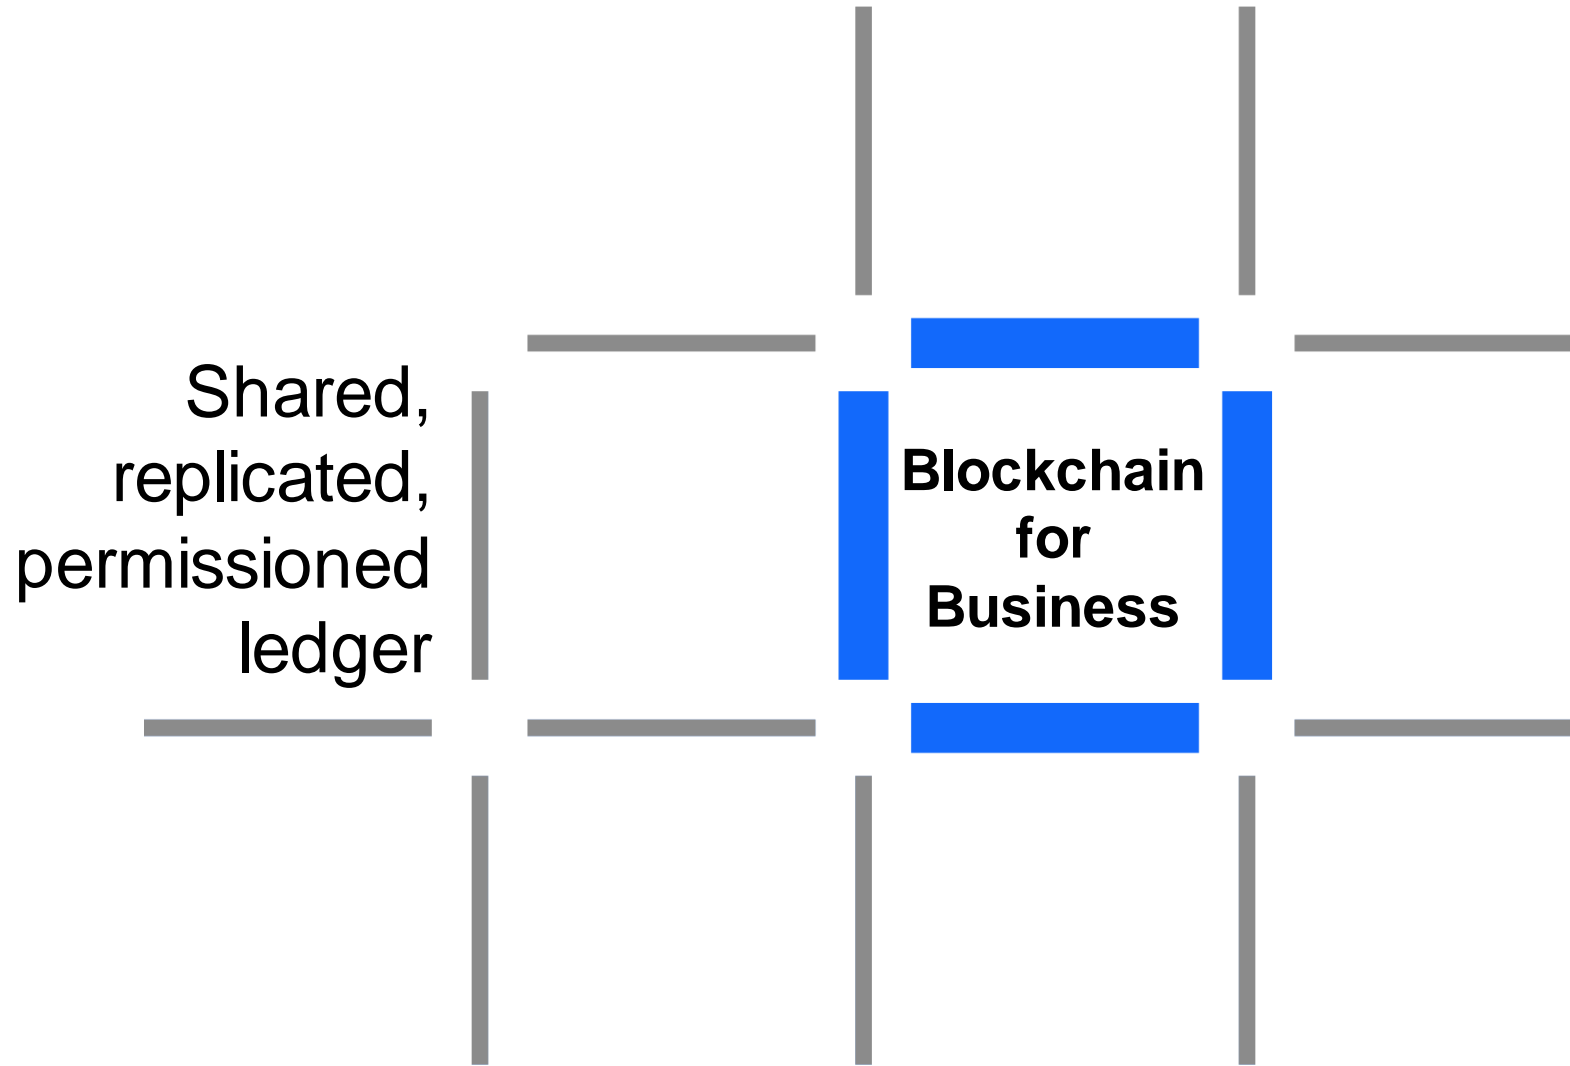 Shared,
replicated,
permissioned
ledger
Blockchain
for
Business